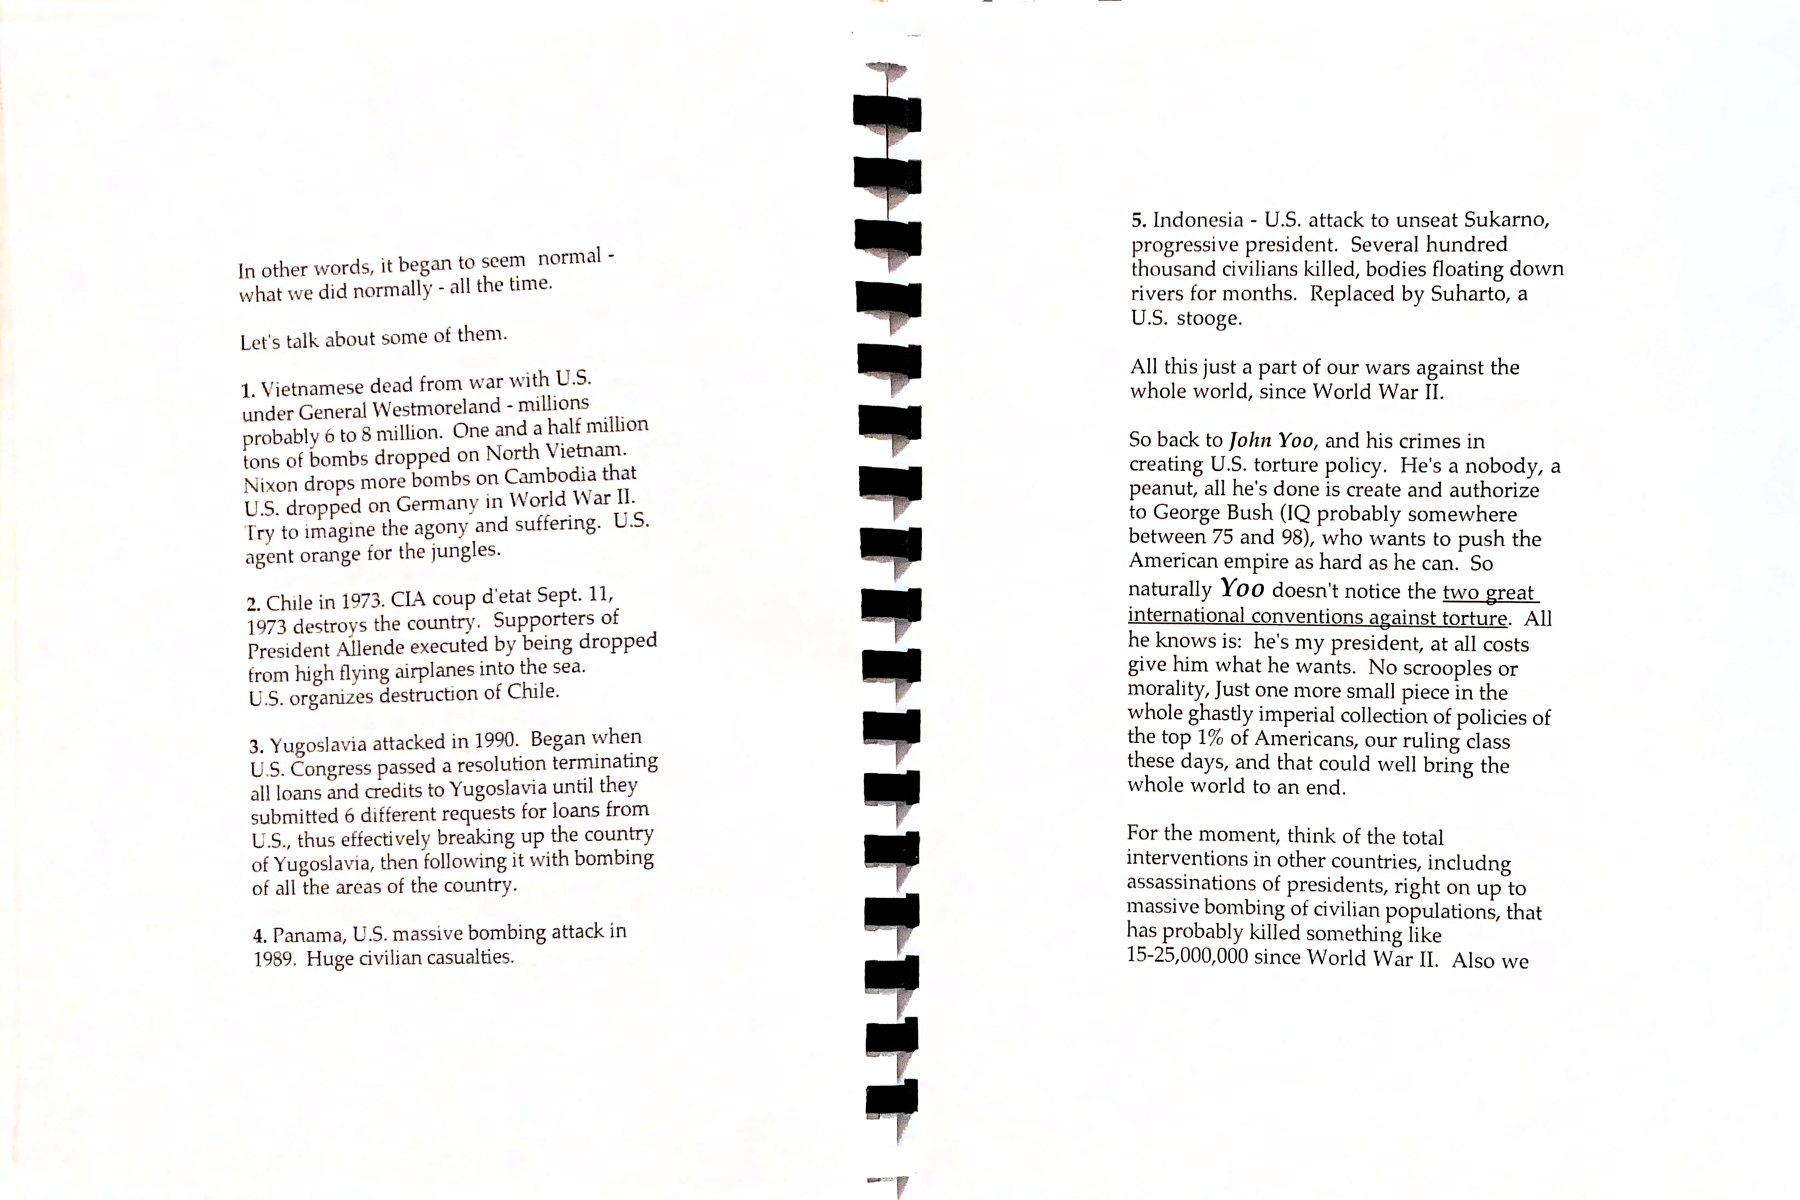 In other words, it began to seem normal -
what we did normally - all the time.
Let's talk about some of them.
1. Vietnamese dead from war with U.S.
under General Westmoreland - millions
probably 6 to 8 million. One and a half million
tons of bombs dropped on North Vietnam.
Nixon drops more bombs on Cambodia that
U.S. dropped on Germany in World War II.
Try to imagine the agony and suffering. U.S.
agent orange for the jungles.
2. Chile in 1973. CIA coup d'etat Sept. 11,
1973 destroys the country. Supporters of
President Allende executed by being dropped
from high flying airplanes into the sea.
U.S. organizes destruction of Chile.
3. Yugoslavia attacked in 1990. Began when
U.S. Congress passed a resolution terminating
all loans and credits to Yugoslavia until they
submitted 6 different requests for loans from
U.S., thus effectively breaking up the country
of Yugoslavia, then following it with bombing
of all the areas of the country.
4. Panama, U.S. massive bombing attack in
1989. Huge civilian casualties.
5. Indonesia - U.S. attack to unseat Sukarno,
progressive president. Several hundred
thousand civilians killed, bodies floating down
rivers for months. Replaced by Suharto, a
U.S. stooge.
All this just a part of our wars against the
whole world, since World War II.
So back to John Yoo, and his crimes in
creating U.S. torture policy. He's a nobody, a
peanut, all he's done is create and authorize
to George Bush (IQ probably somewhere
between 75 and 98), who wants to push the
American empire as hard as he can. So
naturally Yoo doesn't notice the two great
international conventions against torture. All
he knows is: he's my president, at all costs
give him what he wants. No scrooples or
morality, Just one more small piece in the
whole ghastly imperial collection of policies of
the top 1% of Americans, our ruling class
these days, and that could well bring the
whole world to an end.
For the moment, think of the total
interventions in other countries, includng
assassinations of presidents, right on up to
massive bombing of civilian populations, that
has probably killed something like
15-25,000,000 since World War II. Also we